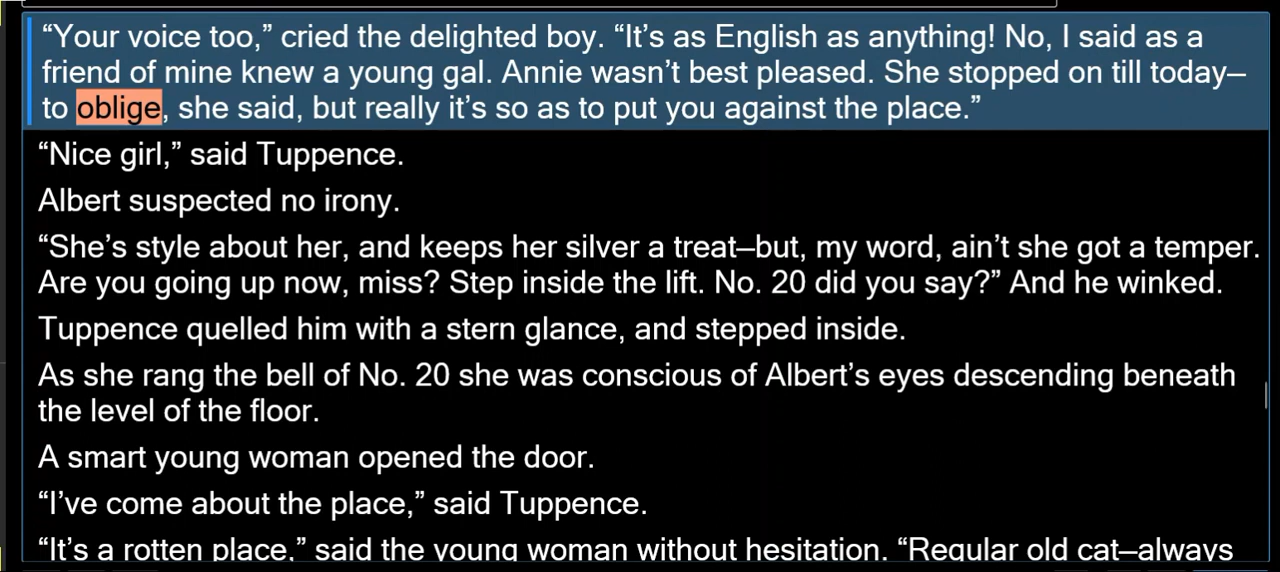 “Your voice too,” cried the delighted boy. “It’s as English as anything! No, I said as a
friend of mine knew a young gal. Annie wasn’t best pleased. She stopped on till today—
to oblige, she said, but really it’s so as to put you against the place.”
“Nice girl,” said Tuppence.
Albert suspected no irony.
“She’s style about her, and keeps her silver a treat—but, my word, ain’t she got a temper.
Are you going up now, miss? Step inside the lift. No. 20 did you say?” And he winked.
Tuppence quelled him with a stern glance, and stepped inside.
As she rang the bell of No. 20 she was conscious of Albert’s eyes descending beneath
the level of the floor.
A smart young woman opened the door.
“I’ve come about the place,” said Tuppence.
“It’s a rotten place,” said the young woman without hesitation. “Regular old cat—always